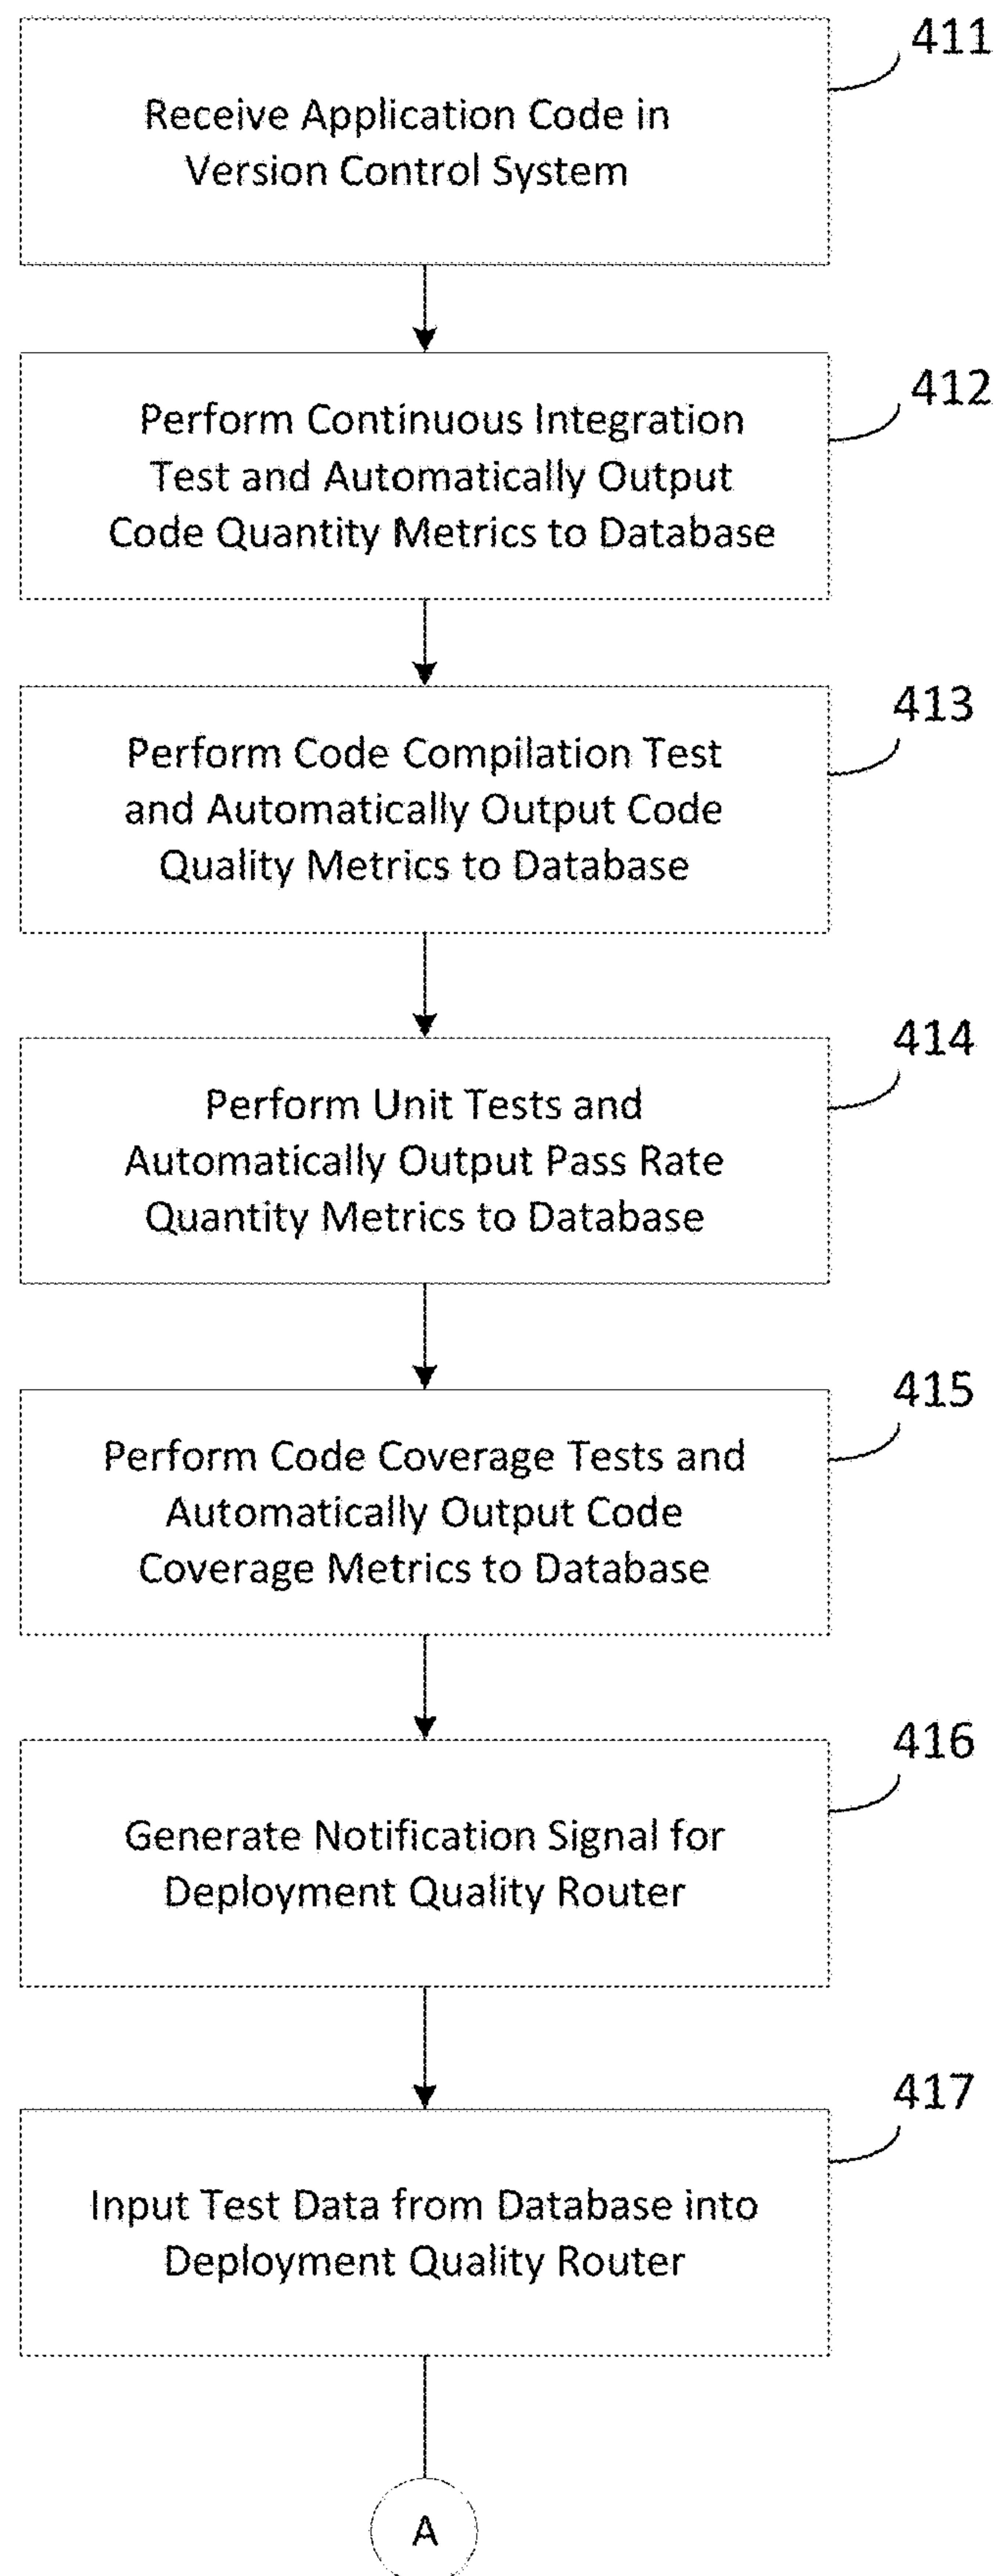 411
Receive Application Code in
Version Control System
412
Perform Continuous Integration
Test and Automatically Output
Code Quantity Metrics to Database
413
Perform Code Compilation Test
and Automatically Output Code
Quality Metrics to Database
414
Perform Unit Tests and
Automatically Output Pass Rate
Quantity Metrics to Database
415
Perform Code Coverage Tests and
Automatically Output Code
Coverage Metrics to Database
416
Generate Notification Signal for
Deployment Quality Router
417
Input Test Data from Database into
Deployment Quality Router
A